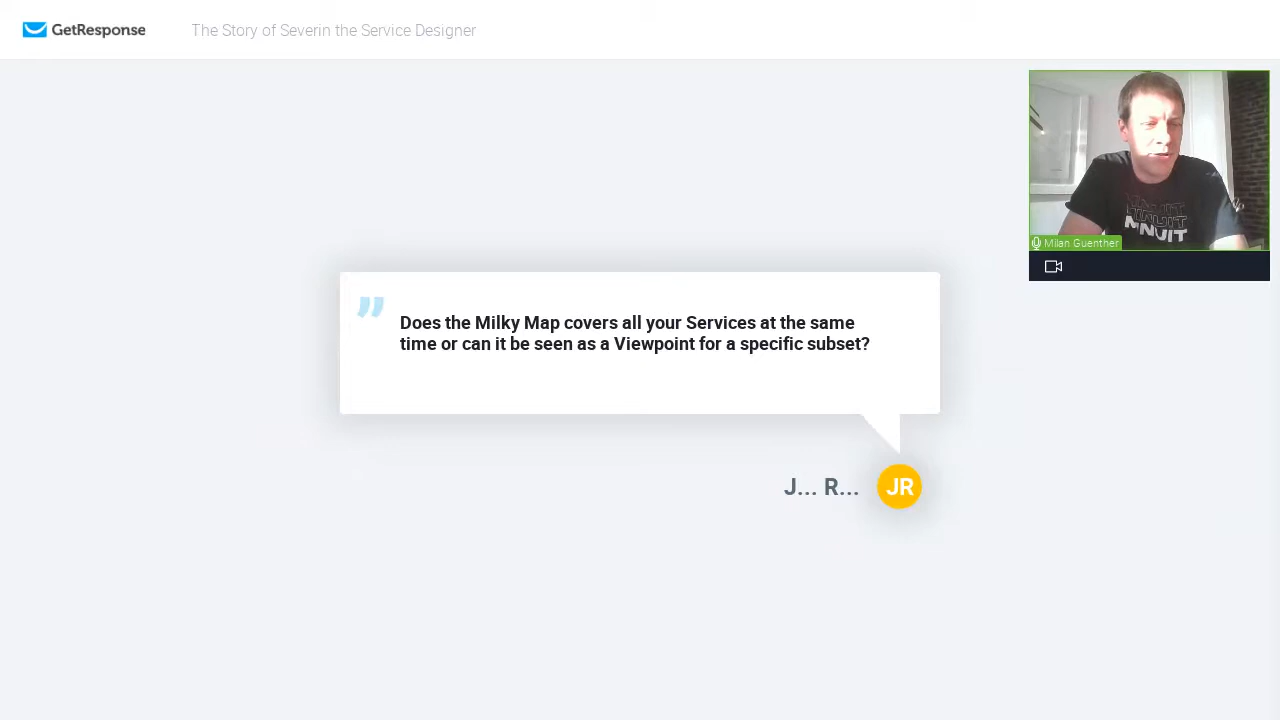 GetResponse
The Story of Severin the Service Designer
Milan Guenther
MINUIT
Does the Milky Map covers all your Services at the same
time or can it be seen as a Viewpoint for a specific subset?
J... R...
JR